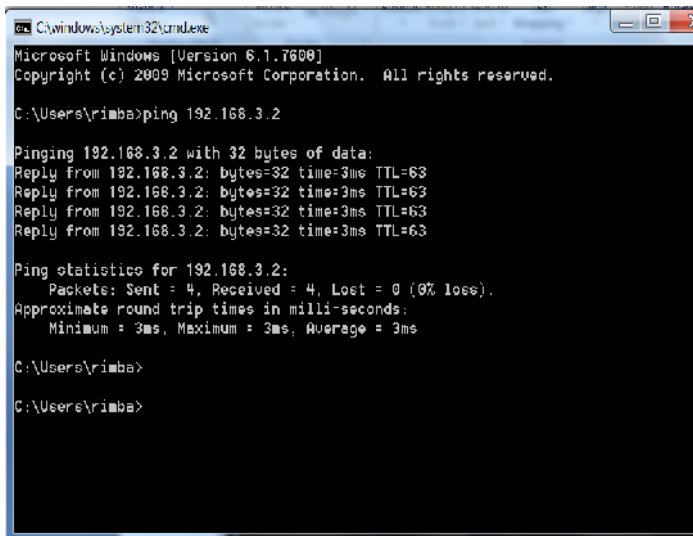 C:\windows\system32\cmd.exe
Microsoft Windows [Version 6.1.7600]
Copyright (c) 2009 Microsoft Corporation.  All rights reserved.
C:\Users\rimba>ping 192.168.3.2
Pinging 192.168.3.2 with 32 bytes of data:
Reply from 192.168.3.2: bytes=32 time=3ms TTL=63
Reply from 192.168.3.2: bytes=32 time=3ms TTL=63
Reply from 192.168.3.2: bytes=32 time=3ms TTL=63
Reply from 192.168.3.2: bytes=32 time=3ms TTL=63
Ping statistics for 192.168.3.2:
Packets: Sent = 4, Received = 4, Lost = 0 (0% loss),
Approximate round trip times in milli-seconds:
Minimum = 3ms, Maximum = 3ms, Average = 3ms
C:\Users\rimba>
C:\Users\rimba>